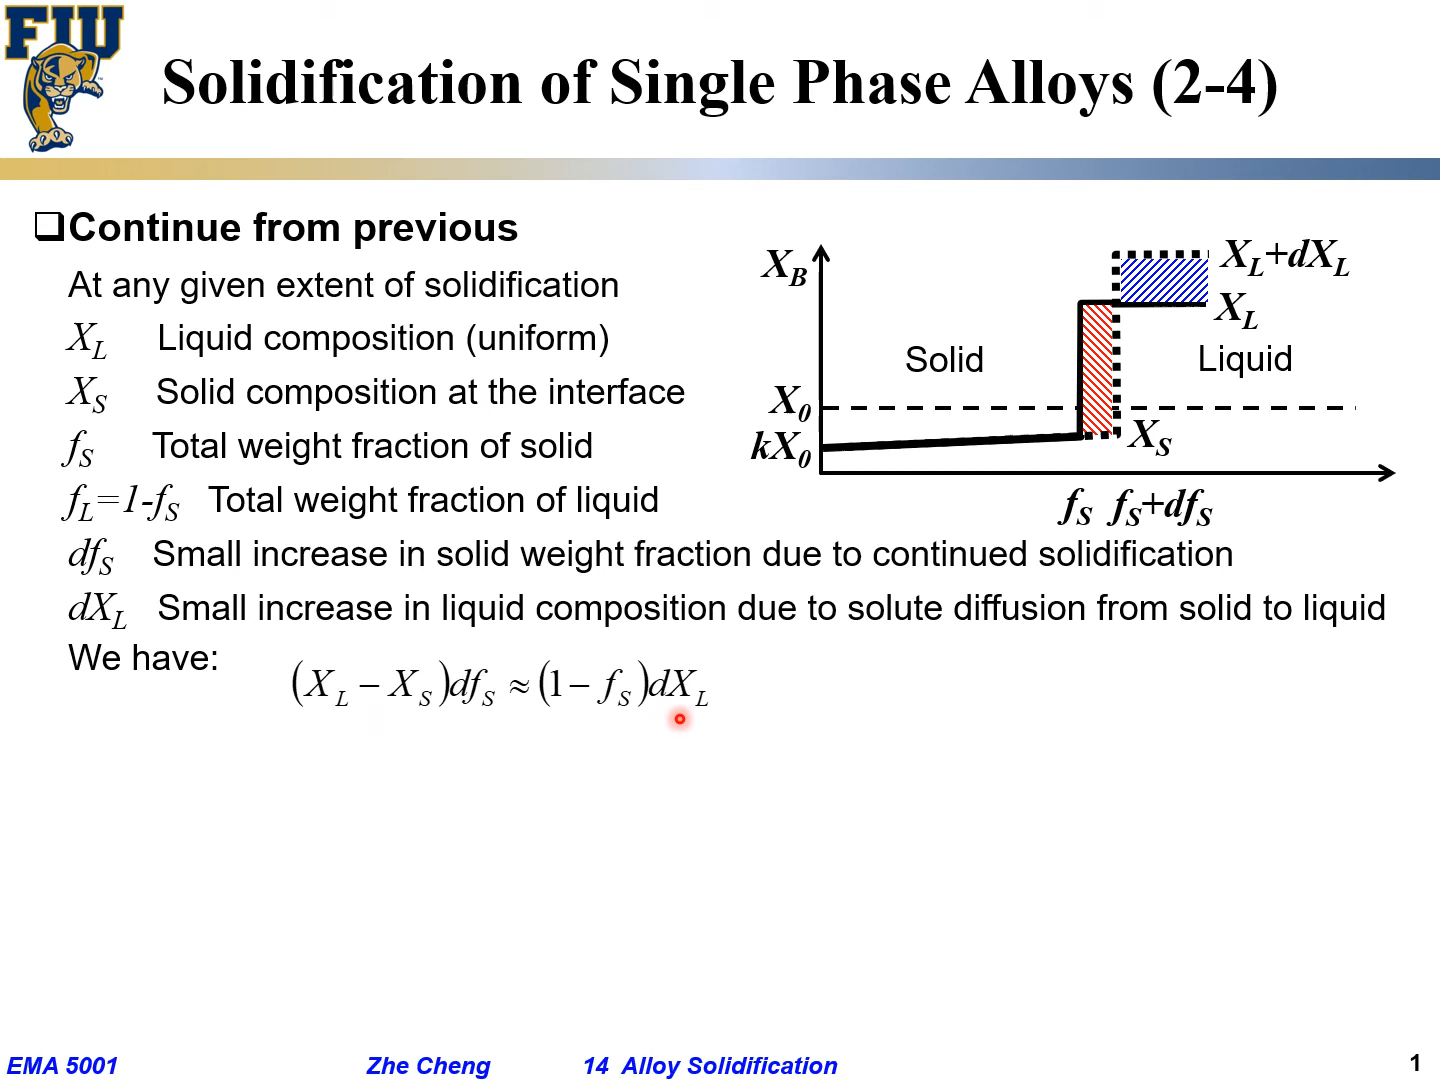 FIU
Solidification of Single Phase Alloys (2-4)
❑Continue from previous
At any given extent of solidification
X_L Liquid composition (uniform)
X_S Solid composition at the interface
f_S Total weight fraction of solid
f_L=1-f_S Total weight fraction of liquid
df_S Small increase in solid weight fraction due to continued solidification
dX_L Small increase in liquid composition due to solute diffusion from solid to liquid
We have:
(X_L − X_S)df_S ≈ (1 − f_S)dX_L
X_B
X_L+dX_L
X_L
Solid
Liquid
X_0
X_S
kX_0
f_S f_S+df_S
EMA 5001 Zhe Cheng 14 Alloy Solidification 1